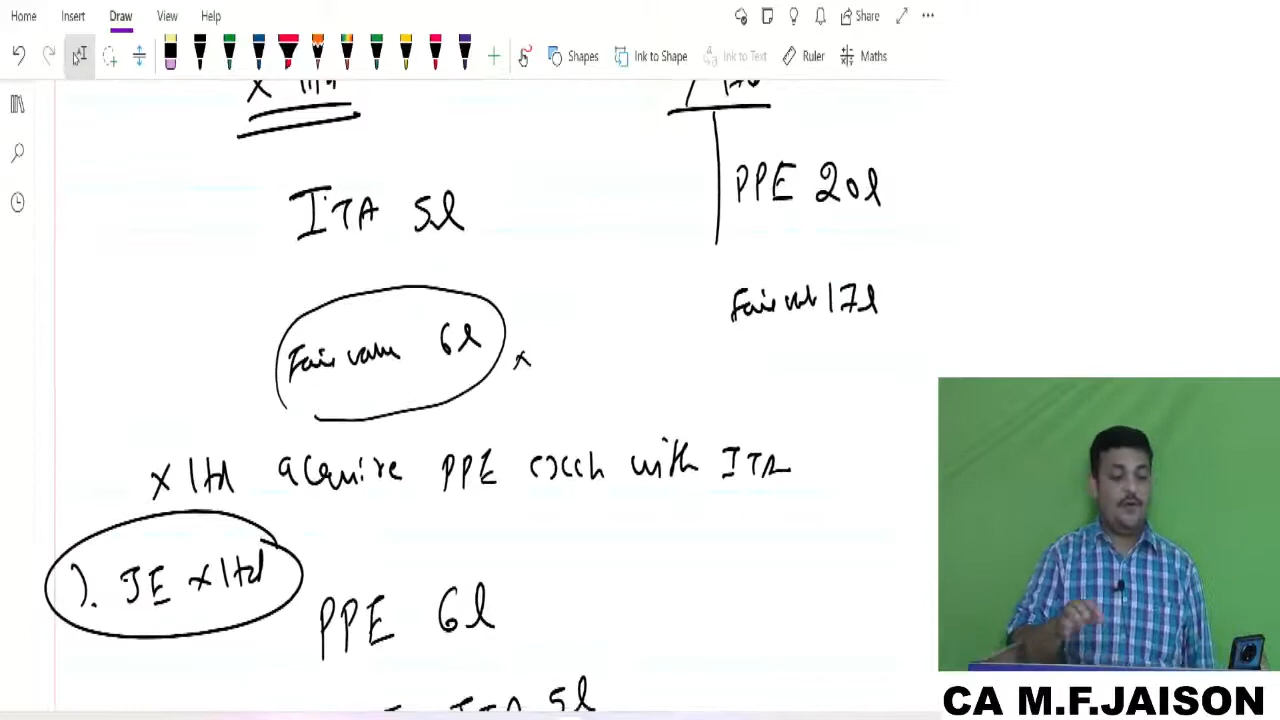 Home Insert Draw View Help Share
Shapes Ink to Shape Ink to Text Ruler Maths
X ltd
PPE 20l
ITA 5l
Fair val 17l
Fair value 6l x
x ltd acquire PPE exch with ITA
). JE x ltd
PPE 6l
ITA 5l
CA M.F.JAISON